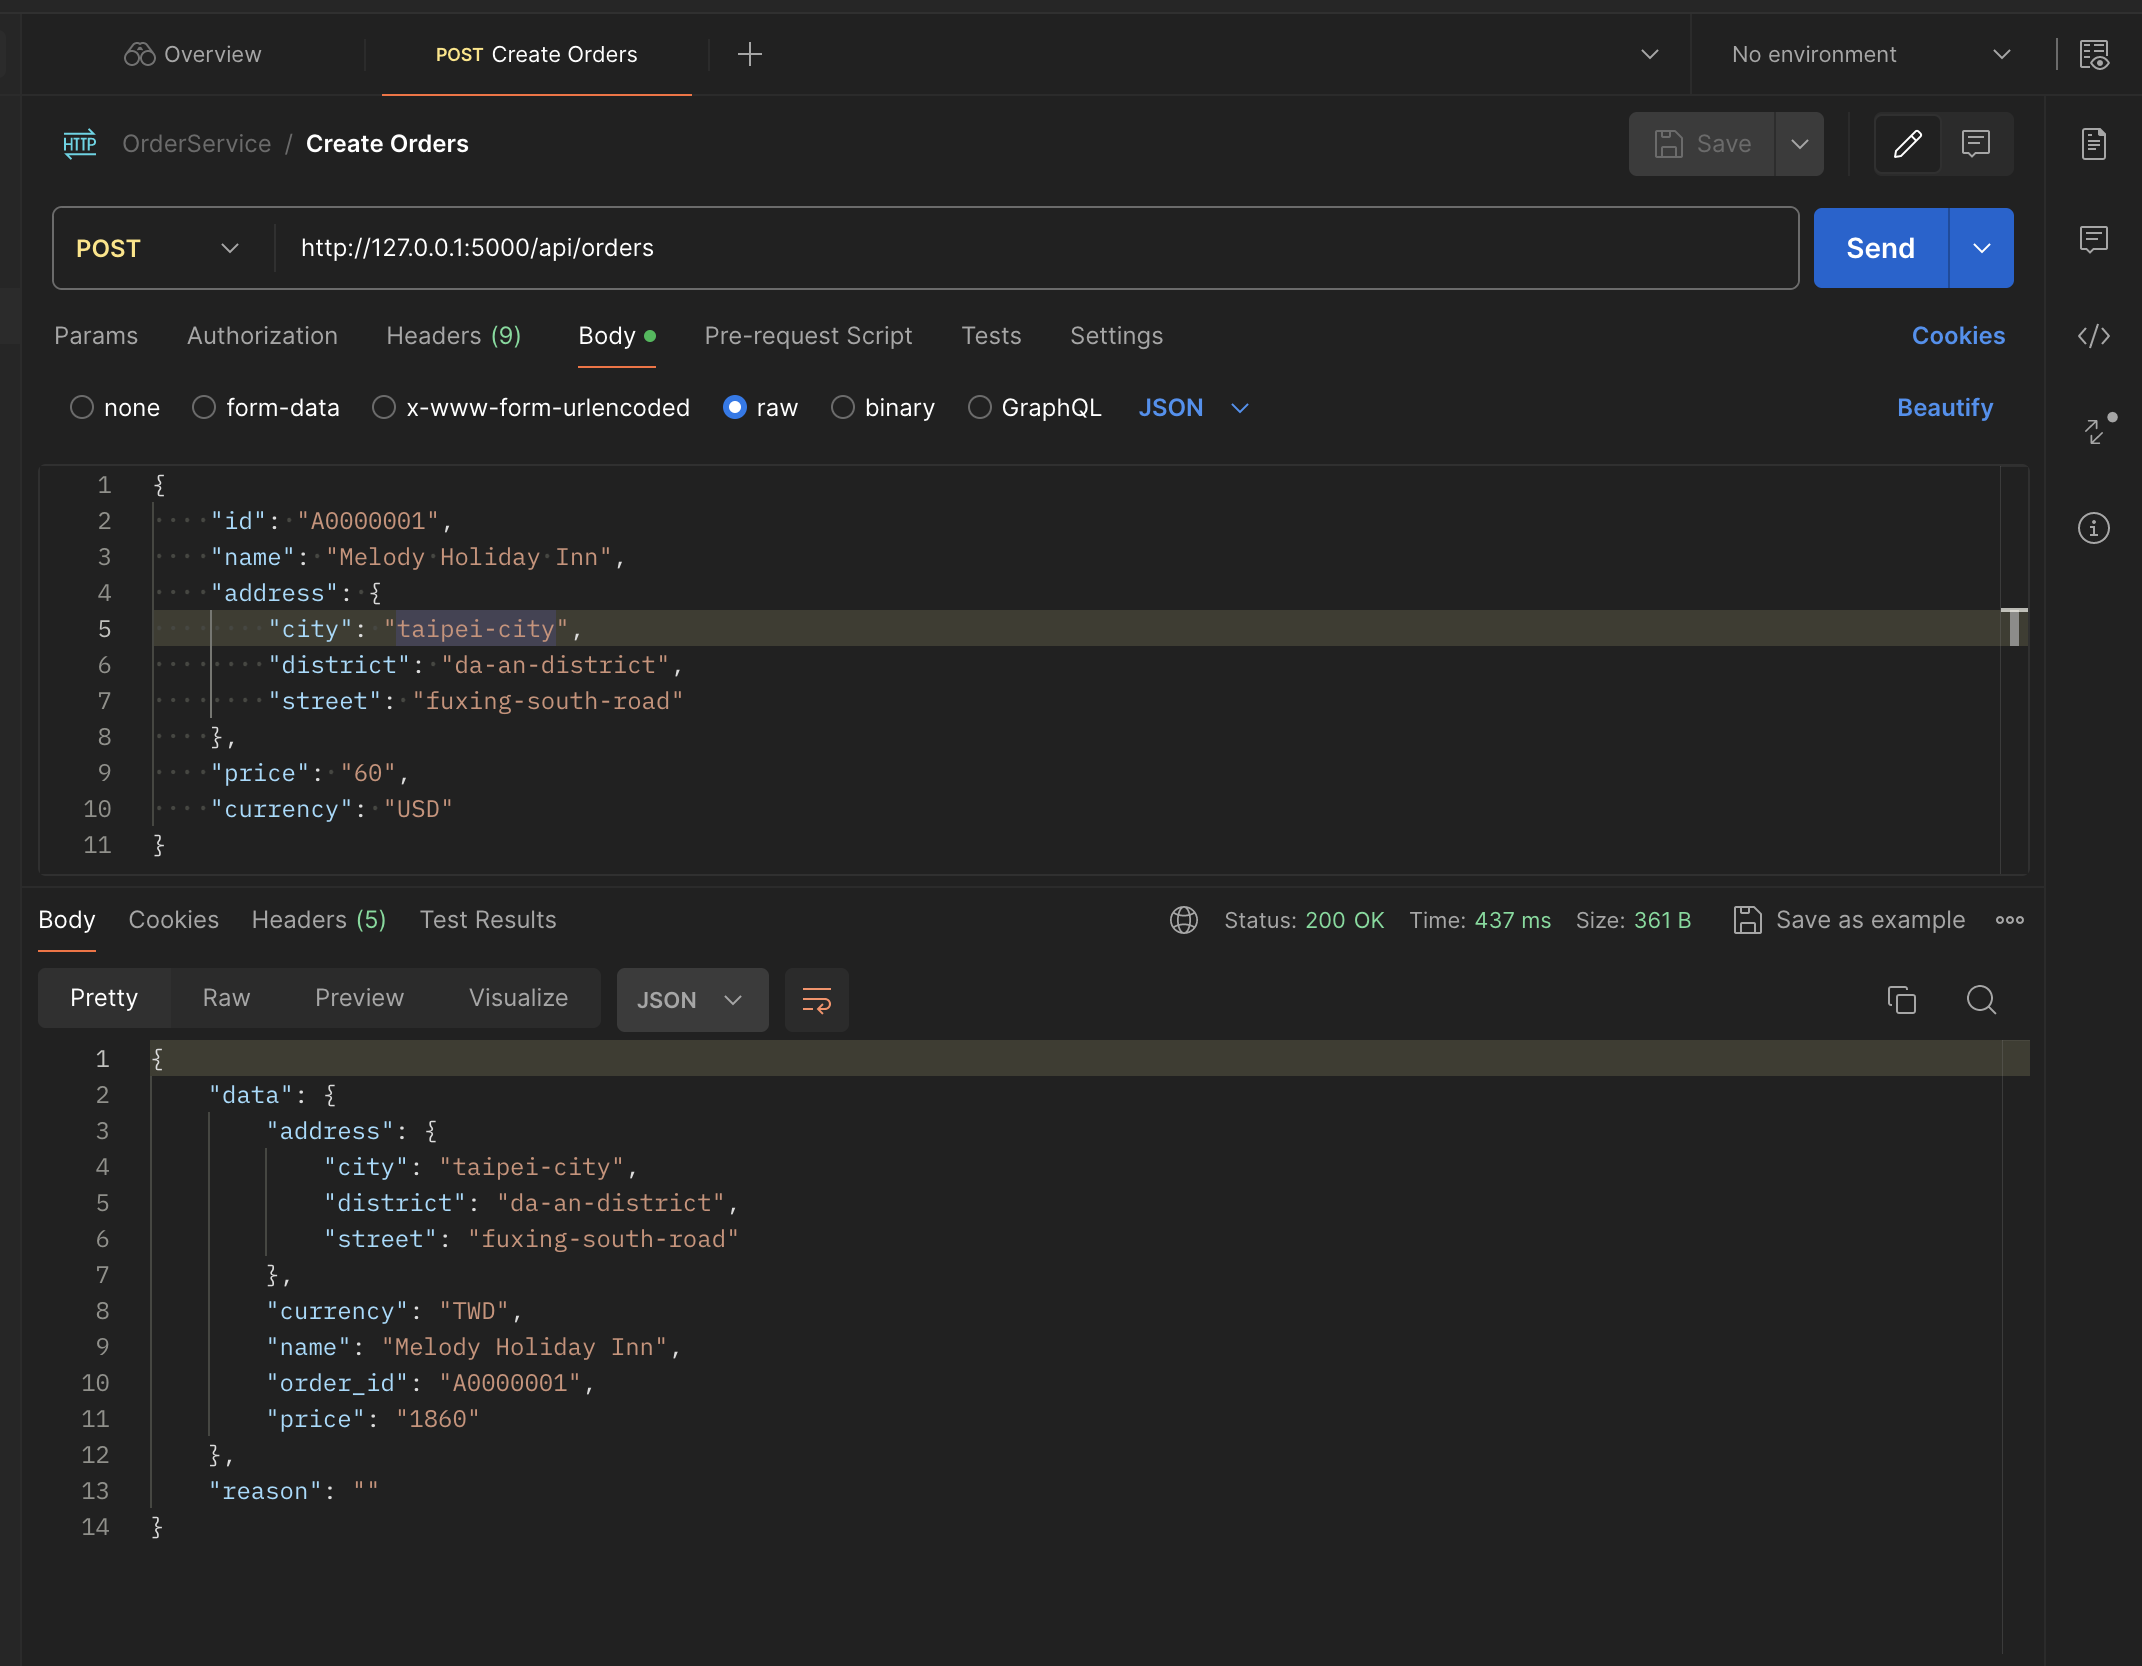 Overview
POST Create Orders
No environment
HTTP OrderService / Create Orders
Save
POST http://127.0.0.1:5000/api/orders
Send
Params Authorization Headers (9) Body Pre-request Script Tests Settings Cookies
none form-data x-www-form-urlencoded raw binary GraphQL JSON Beautify
1 {
2 "id": "A0000001",
3 "name": "Melody Holiday Inn",
4 "address": {
5 "city": "taipei-city",
6 "district": "da-an-district",
7 "street": "fuxing-south-road"
8 },
9 "price": "60",
10 "currency": "USD"
11 }
Body Cookies Headers (5) Test Results Status: 200 OK Time: 437 ms Size: 361 B Save as example
Pretty Raw Preview Visualize JSON
1 {
2 "data": {
3 "address": {
4 "city": "taipei-city",
5 "district": "da-an-district",
6 "street": "fuxing-south-road"
7 },
8 "currency": "TWD",
9 "name": "Melody Holiday Inn",
10 "order_id": "A0000001",
11 "price": "1860"
12 },
13 "reason": ""
14 }